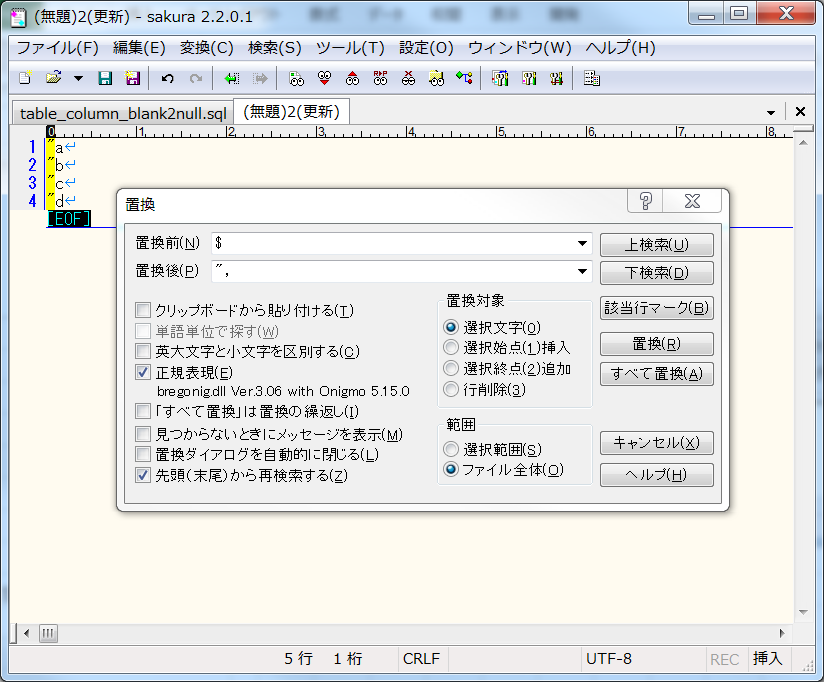 (無題)2(更新) - sakura 2.2.0.1
ファイル(F) 編集(E) 変換(C) 検索(S) ツール(T) 設定(O) ウィンドウ(W) ヘルプ(H)
table_column_blank2null.sql (無題)2(更新)
0 1 2 3 4 5 6 7 8
1 "a↵
2 "b↵
3 "c↵
4 "d↵
[EOF]
置換
置換前(N) $ 上検索(U)
置換後(P) ", 下検索(D)
クリップボードから貼り付ける(T)
単語単位で探す(W)
英大文字と小文字を区別する(C)
正規表現(E)
bregonig.dll Ver.3.06 with Onigmo 5.15.0
「すべて置換」は置換の繰返し(I)
見つからないときにメッセージを表示(M)
置換ダイアログを自動的に閉じる(L)
先頭(末尾)から再検索する(Z)
置換対象
選択文字(0)
選択始点(1)挿入
選択終点(2)追加
行削除(3)
範囲
選択範囲(S)
ファイル全体(O)
該当行マーク(B)
置換(R)
すべて置換(A)
キャンセル(X)
ヘルプ(H)
5 行 1 桁 CRLF UTF-8 REC 挿入